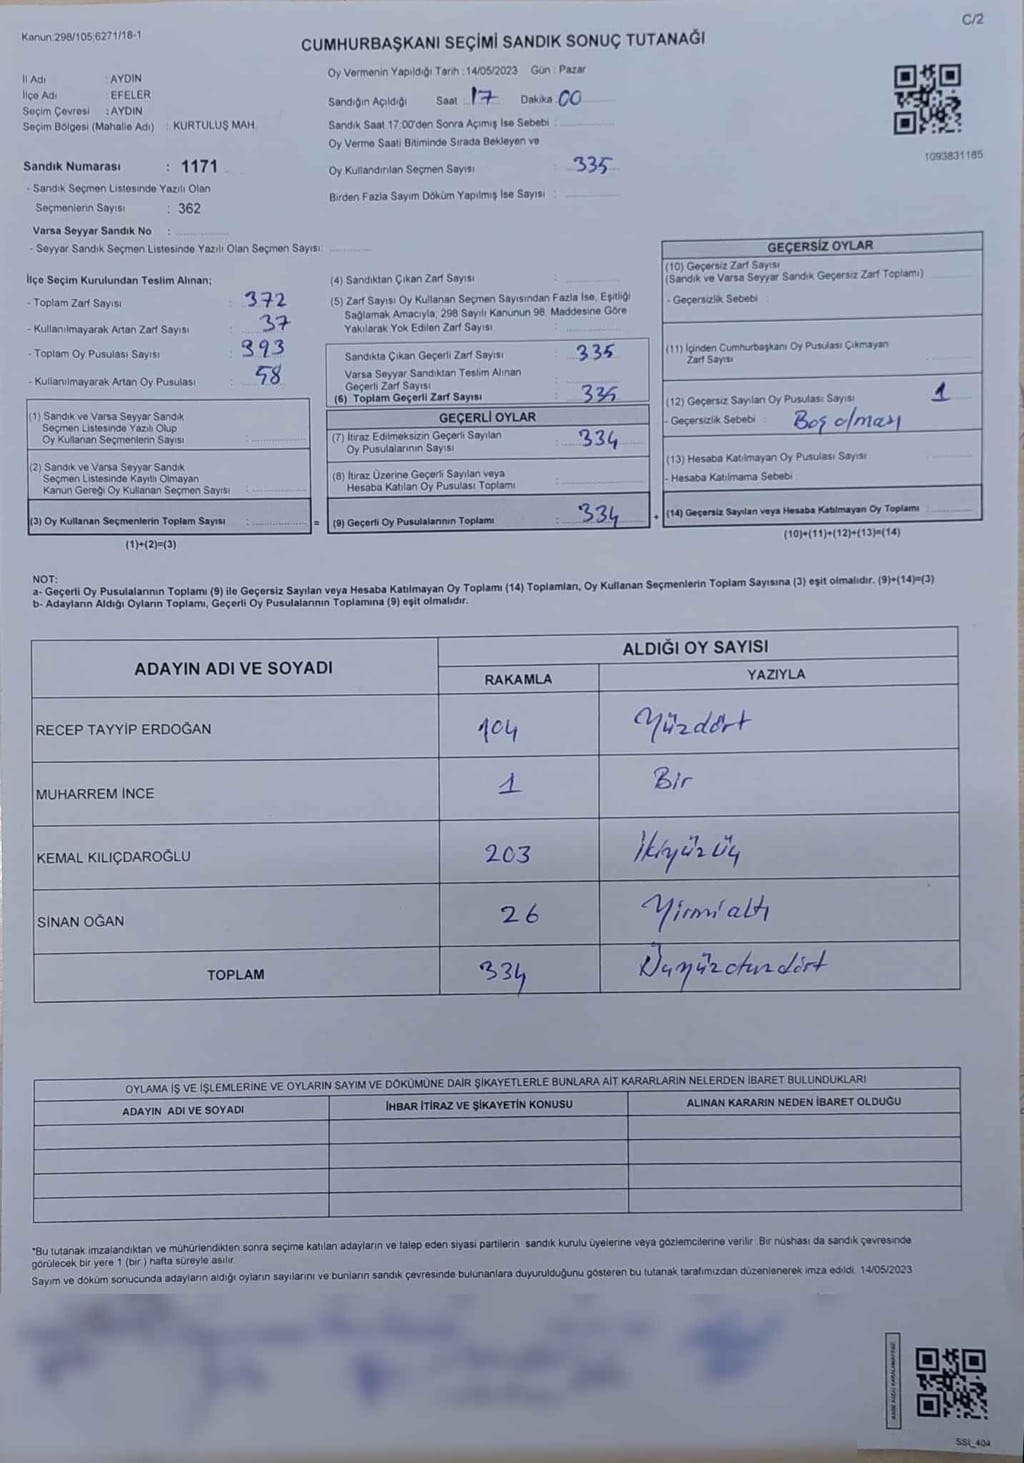 C/2
Kanun:298/105,6271/18-1
CUMHURBAŞKANI SEÇİMİ SANDIK SONUÇ TUTANAĞI
İl Adı : AYDIN
İlçe Adı : EFELER
Seçim Çevresi : AYDIN
Seçim Bölgesi (Mahalle Adı) : KURTULUŞ MAH.
Sandık Numarası : 1171
- Sandık Seçmen Listesinde Yazılı Olan
Seçmenlerin Sayısı : 362
Varsa Seyyar Sandık No :
- Seyyar Sandık Seçmen Listesinde Yazılı Olan Seçmen Sayısı:
Oy Vermenin Yapıldığı Tarih :14/05/2023 Gün : Pazar
Sandığın Açıldığı Saat : 17 Dakika : 00
Sandık Saat 17:00'den Sonra Açımış İse Sebebi :
Oy Verme Saati Bitiminde Sırada Bekleyen ve
Oy Kullandırılan Seçmen Sayısı : 335
Birden Fazla Sayım Döküm Yapılmış İse Sayısı :
1093831185
İlçe Seçim Kurulundan Teslim Alınan;
- Toplam Zarf Sayısı : 372
- Kullanılmayarak Artan Zarf Sayısı : 37
- Toplam Oy Pusulası Sayısı : 393
- Kullanılmayarak Artan Oy Pusulası : 58
(1) Sandık ve Varsa Seyyar Sandık
Seçmen Listesinde Yazılı Olup
Oy Kullanan Seçmenlerin Sayısı :
(2) Sandık ve Varsa Seyyar Sandık
Seçmen Listesinde Kayıtlı Olmayan
Kanun Gereği Oy Kullanan Seçmen Sayısı :
(3) Oy Kullanan Seçmenlerin Toplam Sayısı :
=
(1)+(2)=(3)
(4) Sandıktan Çıkan Zarf Sayısı :
(5) Zarf Sayısı Oy Kullanan Seçmen Sayısından Fazla İse, Eşitliği
Sağlamak Amacıyla; 298 Sayılı Kanunun 98. Maddesine Göre
Yakılarak Yok Edilen Zarf Sayısı :
Sandıkta Çıkan Geçerli Zarf Sayısı : 335
Varsa Seyyar Sandıktan Teslim Alınan
Geçerli Zarf Sayısı :
(6) Toplam Geçerli Zarf Sayısı : 335
GEÇERLİ OYLAR
(7) İtiraz Edilmeksizin Geçerli Sayılan
Oy Pusulalarının Sayısı : 334
(8) İtiraz Üzerine Geçerli Sayılan veya
Hesaba Katılan Oy Pusulası Toplamı :
(9) Geçerli Oy Pusulalarının Toplamı : 334
+
GEÇERSİZ OYLAR
(10) Geçersiz Zarf Sayısı
(Sandık ve Varsa Seyyar Sandık Geçersiz Zarf Toplamı)
- Geçersizlik Sebebi :
(11) İçinden Cumhurbaşkanı Oy Pusulası Çıkmayan
Zarf Sayısı
(12) Geçersiz Sayılan Oy Pusulası Sayısı : 1
- Geçersizlik Sebebi : Boş olması
(13) Hesaba Katılmayan Oy Pusulası Sayısı
- Hesaba Katılmama Sebebi :
(14) Geçersiz Sayılan veya Hesaba Katılmayan Oy Toplamı
(10)+(11)+(12)+(13)=(14)
NOT:
a- Geçerli Oy Pusulalarının Toplamı (9) ile Geçersiz Sayılan veya Hesaba Katılmayan Oy Toplamı (14) Toplamları, Oy Kullanan Seçmenlerin Toplam Sayısına (3) eşit olmalıdır. (9)+(14)=(3)
b- Adayların Aldığı Oyların Toplamı, Geçerli Oy Pusulalarının Toplamına (9) eşit olmalıdır.
ADAYIN ADI VE SOYADI
ALDIĞI OY SAYISI
RAKAMLA YAZIYLA
RECEP TAYYİP ERDOĞAN 104 Yüzdört
MUHARREM İNCE 1 Bir
KEMAL KILIÇDAROĞLU 203 İkiyüzüç
SİNAN OĞAN 26 Yirmialtı
TOPLAM 334
OYLAMA İŞ VE İŞLEMLERİNE VE OYLARIN SAYIM VE DÖKÜMÜNE DAİR ŞİKAYETLERLE BUNLARA AİT KARARLARIN NELERDEN İBARET BULUNDUKLARI
ADAYIN ADI VE SOYADI İHBAR İTİRAZ VE ŞİKAYETİN KONUSU ALINAN KARARIN NEDEN İBARET OLDUĞU
*Bu tutanak imzalandıktan ve mühürlendikten sonra seçime katılan adayların ve talep eden siyasi partilerin sandık kurulu üyelerine veya gözlemcilerine verilir. Bir nüshası da sandık çevresinde
görülecek bir yere 1 (bir ) hafta süreyle asılır.
Sayım ve döküm sonucunda adayların aldığı oyların sayılarını ve bunların sandık çevresinde bulunanlara duyurulduğunu gösteren bu tutanak tarafımızdan düzenlenerek imza edildi. 14/05/2023
SSI_404